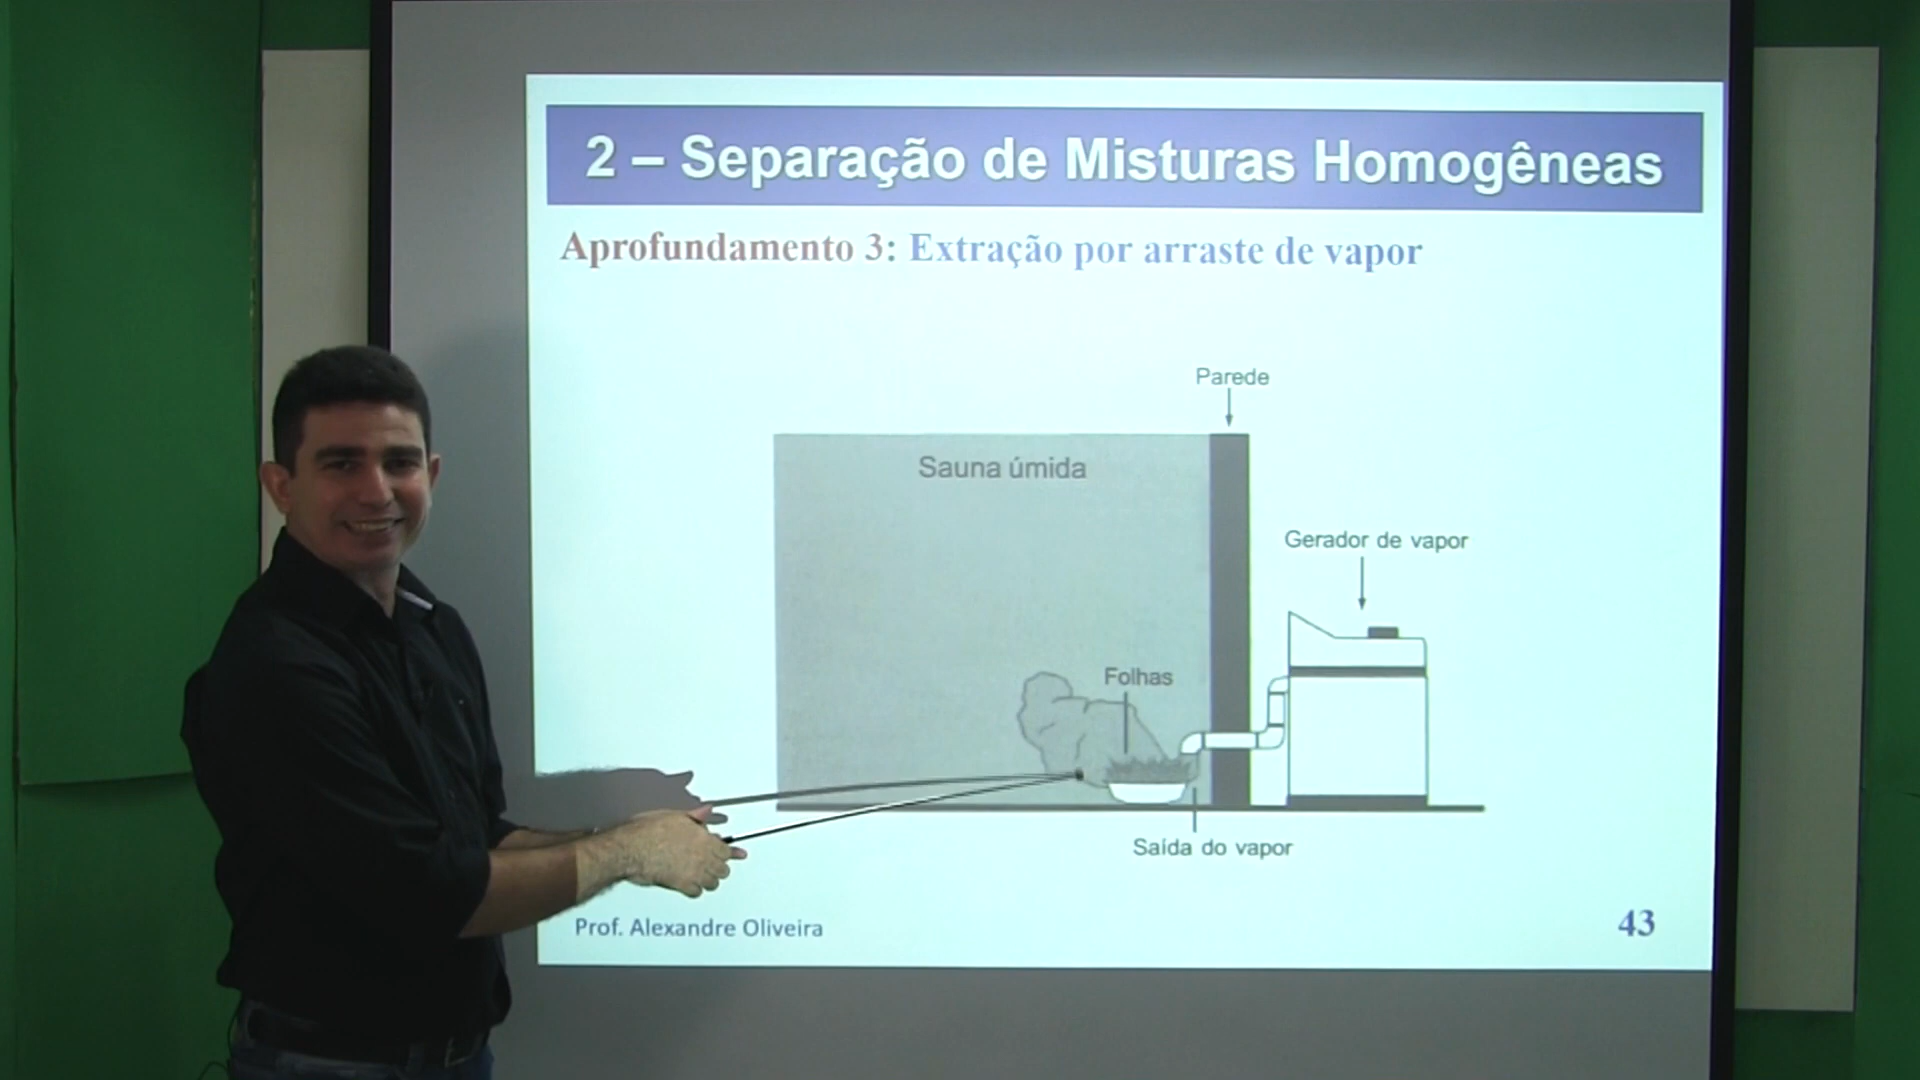 2 – Separação de Misturas Homogêneas
Aprofundamento 3: Extração por arraste de vapor
Parede
Sauna úmida
Gerador de vapor
Folhas
Saída do vapor
Prof. Alexandre Oliveira
43